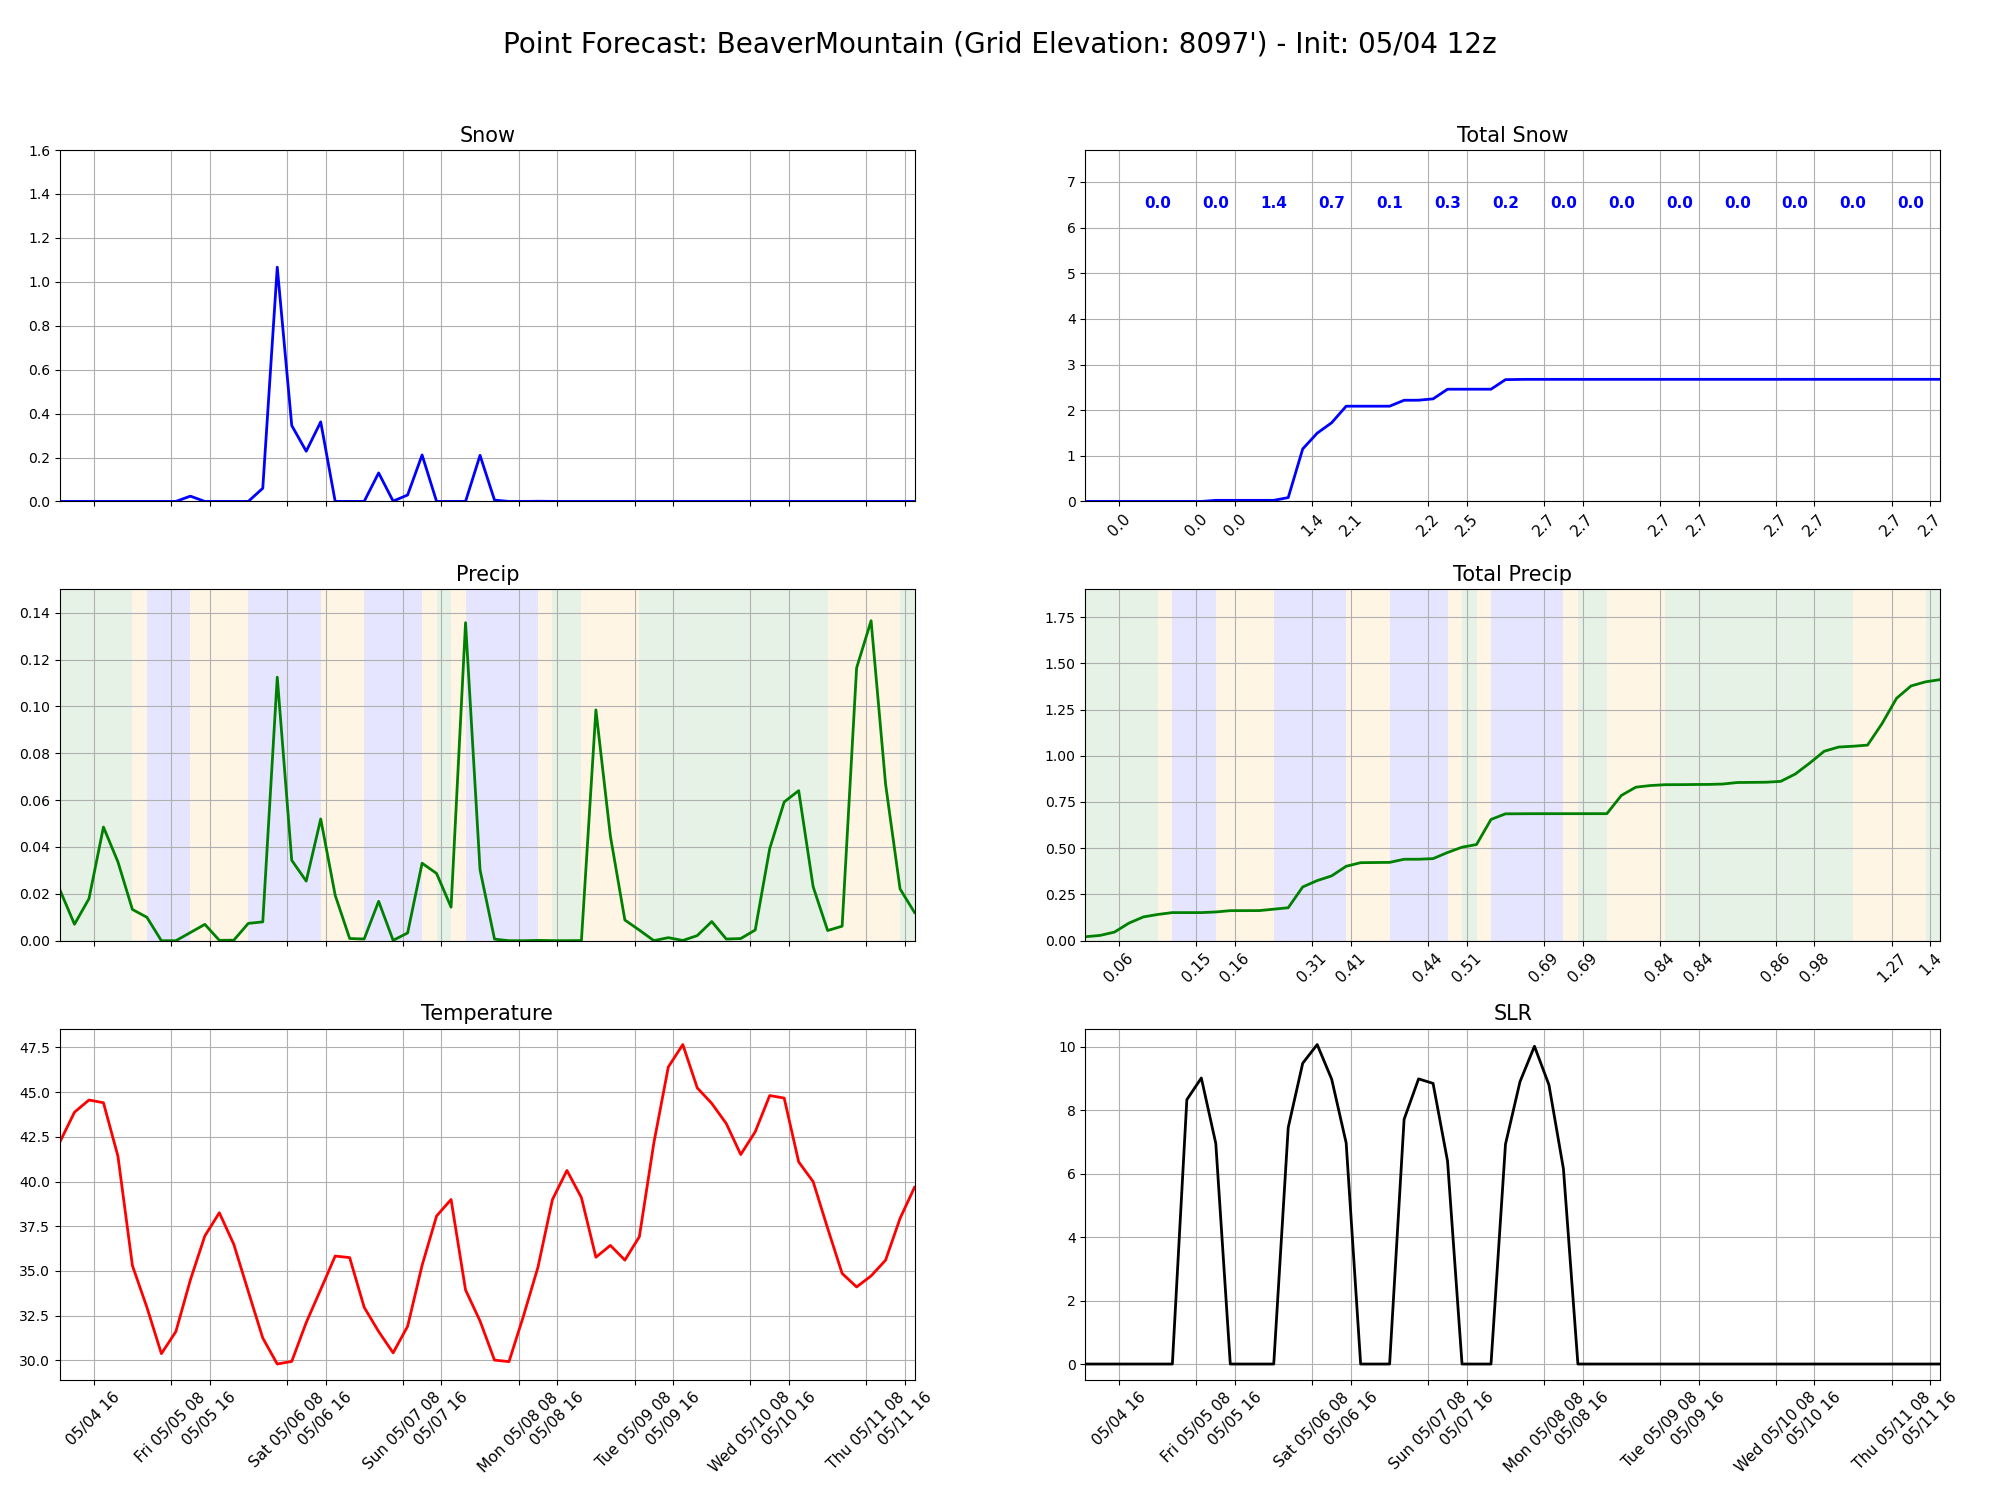 Point Forecast: BeaverMountain (Grid Elevation: 8097') - Init: 05/04 12z
Snow
1.6
1.4
1.2
1.0
0.8
0.6
0.4
0.2
0.0
Total Snow
7
6
5
4
3
2
1
0
0.0 0.0 1.4 0.7 0.1 0.3 0.2 0.0 0.0 0.0 0.0 0.0 0.0 0.0
0.0 0.0 0.0 1.4 2.1 2.2 2.5 2.7 2.7 2.7 2.7 2.7 2.7 2.7 2.7
Precip
0.14
0.12
0.10
0.08
0.06
0.04
0.02
0.00
Total Precip
1.75
1.50
1.25
1.00
0.75
0.50
0.25
0.00
0.06 0.15 0.16 0.31 0.41 0.44 0.51 0.69 0.69 0.84 0.84 0.86 0.98 1.27 1.4
Temperature
47.5
45.0
42.5
40.0
37.5
35.0
32.5
30.0
05/04 16
Fri 05/05 08
05/05 16
Sat 05/06 08
05/06 16
Sun 05/07 08
05/07 16
Mon 05/08 08
05/08 16
Tue 05/09 08
05/09 16
Wed 05/10 08
05/10 16
Thu 05/11 08
05/11 16
SLR
10
8
6
4
2
0
05/04 16
Fri 05/05 08
05/05 16
Sat 05/06 08
05/06 16
Sun 05/07 08
05/07 16
Mon 05/08 08
05/08 16
Tue 05/09 08
05/09 16
Wed 05/10 08
05/10 16
Thu 05/11 08
05/11 16